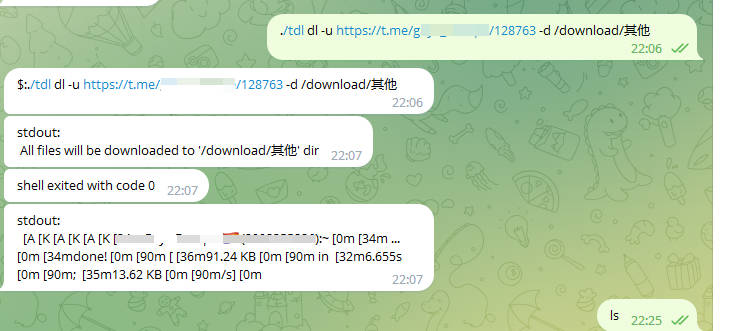 ./tdl dl -u https://t.me/ /128763 -d /download/其他
22:06
$:./tdl dl -u https://t.me/ /128763 -d /download/其他
22:06
stdout:
All files will be downloaded to '/download/其他' dir 22:07
shell exited with code 0 22:07
stdout:
[A [K [A [K [A [K [ :~ [0m [34m ...
[0m [34mdone! [0m [90m [ [36m91.24 KB [0m [90m in [32m6.655s
[0m [90m; [35m13.62 KB [0m [90m/s] [0m
22:07
ls 22:25